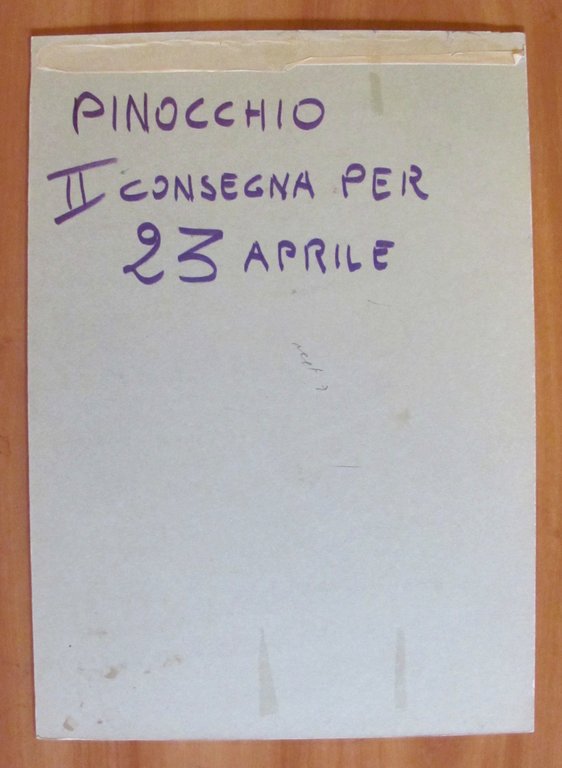 PINOCCHIO
II CONSEGNA PER
23 APRILE